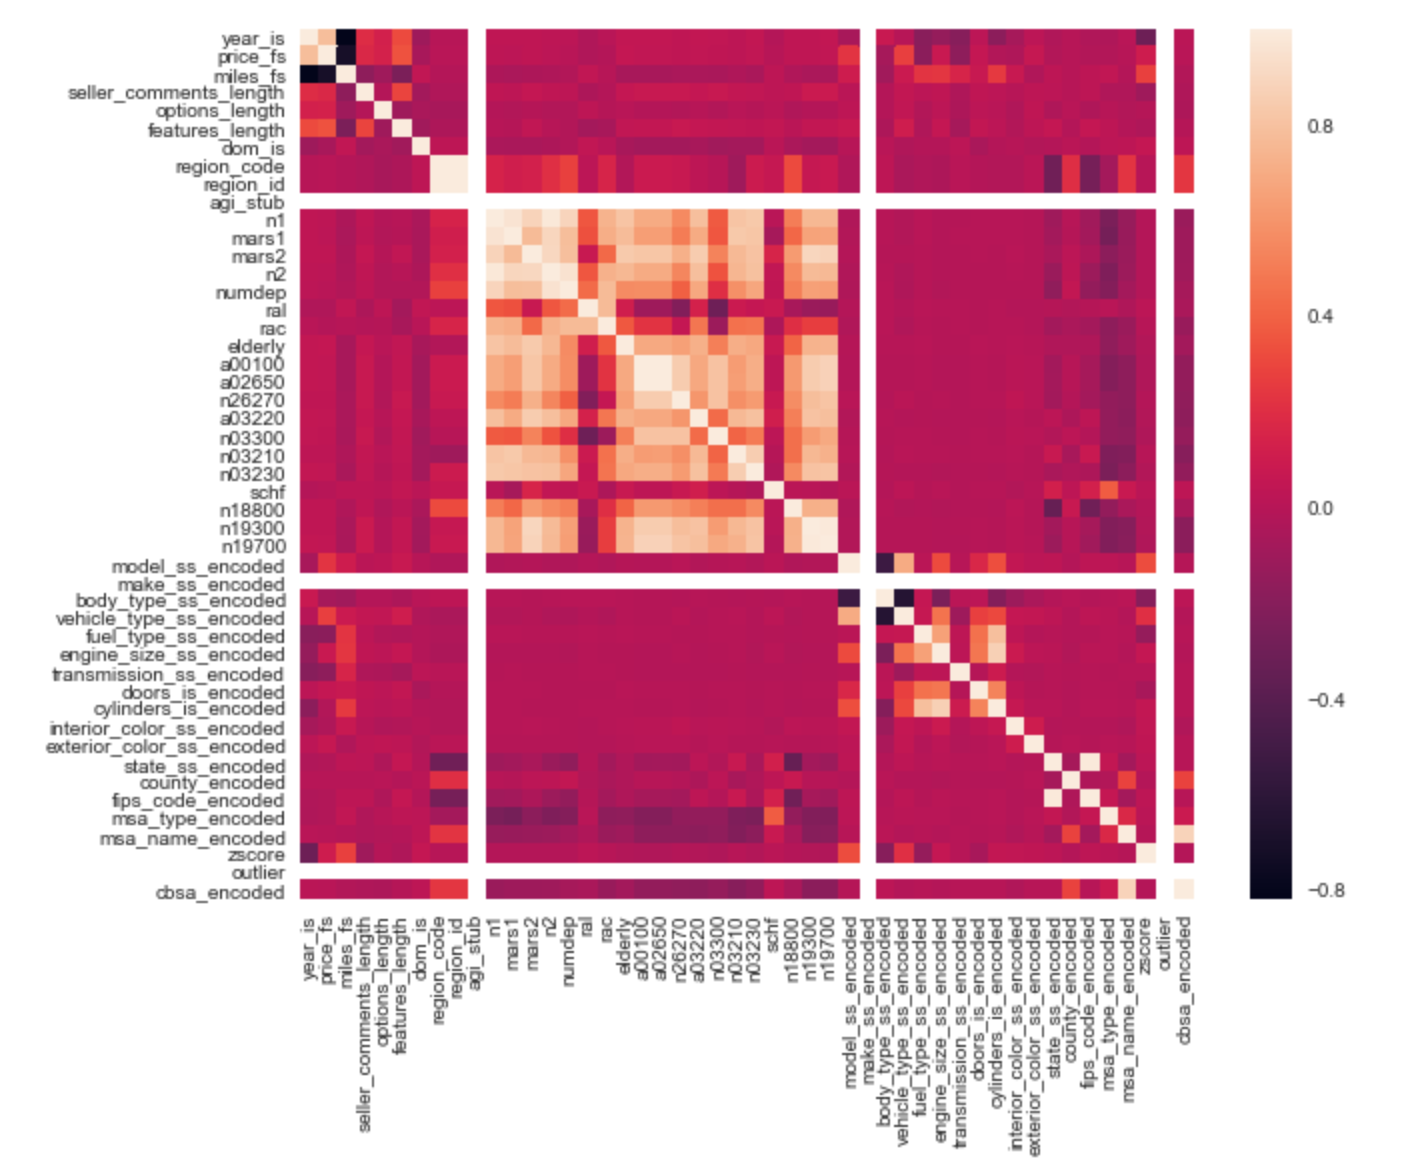 year_is
price_fs
miles_fs
seller_comments_length
options_length
features_length
dom_is
region_code
region_id
agi_stub
n1
mars1
mars2
n2
numdep
ral
rac
elderly
a00100
a02650
n26270
a03220
n03300
n03210
n03230
schf
n18800
n19300
n19700
model_ss_encoded
make_ss_encoded
body_type_ss_encoded
vehicle_type_ss_encoded
fuel_type_ss_encoded
engine_size_ss_encoded
transmission_ss_encoded
doors_is_encoded
cylinders_is_encoded
interior_color_ss_encoded
exterior_color_ss_encoded
state_ss_encoded
county_encoded
fips_code_encoded
msa_type_encoded
msa_name_encoded
zscore
outlier
cbsa_encoded
year_is
price_fs
miles_fs
seller_comments_length
options_length
features_length
dom_is
region_code
region_id
agi_stub
n1
mars1
mars2
n2
numdep
ral
rac
elderly
a00100
a02650
n26270
a03220
n03300
n03210
n03230
schf
n18800
n19300
n19700
model_ss_encoded
make_ss_encoded
body_type_ss_encoded
vehicle_type_ss_encoded
fuel_type_ss_encoded
engine_size_ss_encoded
transmission_ss_encoded
doors_is_encoded
cylinders_is_encoded
interior_color_ss_encoded
exterior_color_ss_encoded
state_ss_encoded
county_encoded
fips_code_encoded
msa_type_encoded
msa_name_encoded
zscore
outlier
cbsa_encoded
0.8
0.4
0.0
−0.4
−0.8